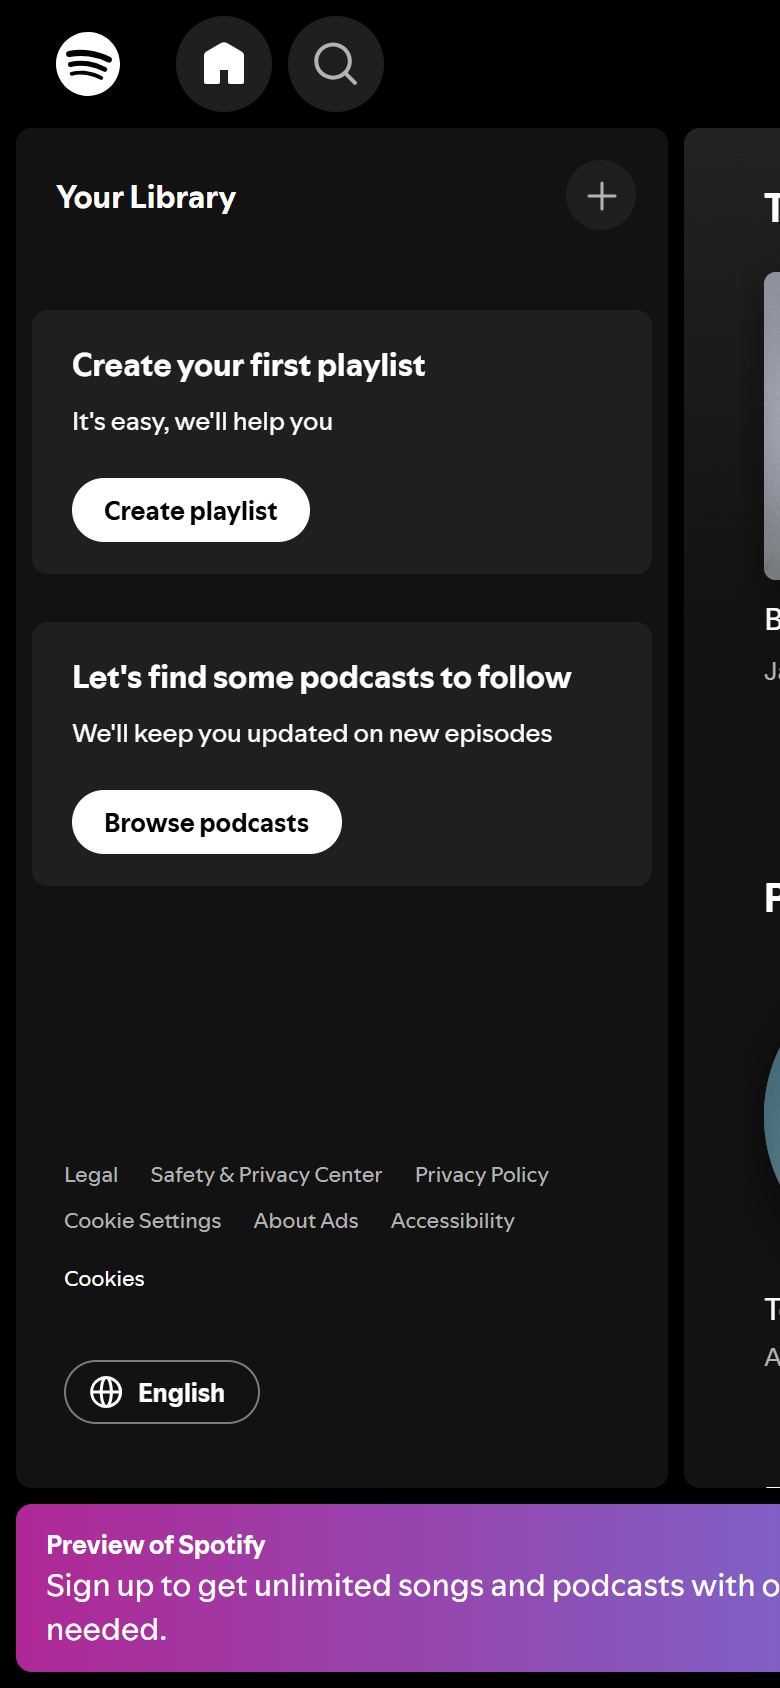 Your Library
Create your first playlist
It's easy, we'll help you
Create playlist
Let's find some podcasts to follow
We'll keep you updated on new episodes
Browse podcasts
Legal Safety & Privacy Center Privacy Policy
Cookie Settings About Ads Accessibility
Cookies
English
Preview of Spotify
Sign up to get unlimited songs and podcasts with
needed.